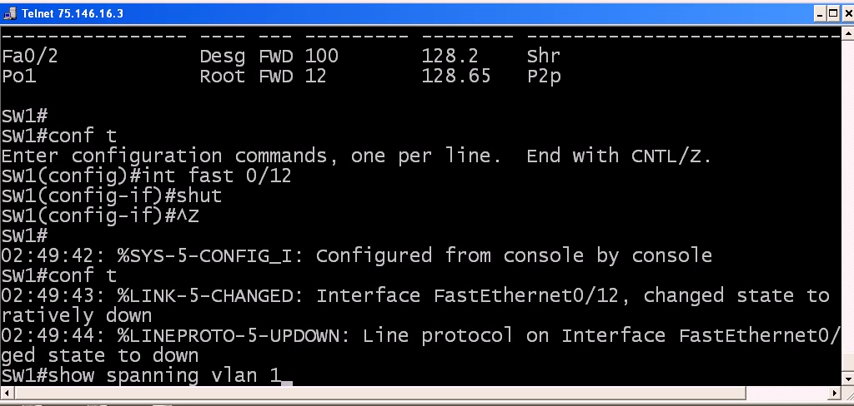 Telnet 75.146.16.3
---------------- ---- --- --------- -------- --------------------------
Fa0/2 Desg FWD 100 128.2 Shr
Po1 Root FWD 12 128.65 P2p
SW1#
SW1#conf t
Enter configuration commands, one per line. End with CNTL/Z.
SW1(config)#int fast 0/12
SW1(config-if)#shut
SW1(config-if)#^Z
SW1#
02:49:42: %SYS-5-CONFIG_I: Configured from console by console
SW1#conf t
02:49:43: %LINK-5-CHANGED: Interface FastEthernet0/12, changed state to
ratively down
02:49:44: %LINEPROTO-5-UPDOWN: Line protocol on Interface FastEthernet0/
ged state to down
SW1#show spanning vlan 1_